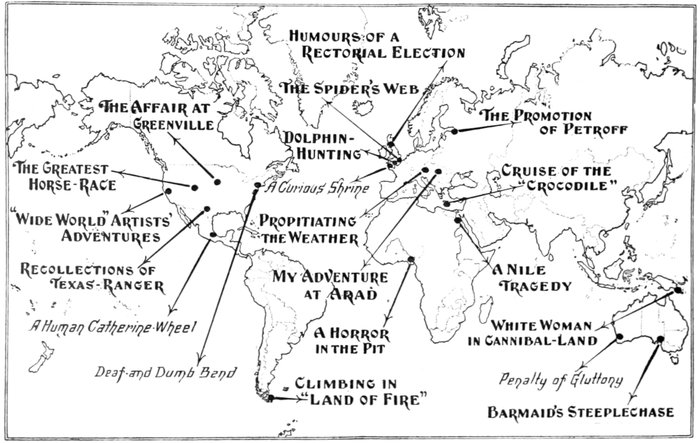 HUMOURS OF A
RECTORIAL ELECTION
THE SPIDER'S WEB
THE AFFAIR AT
GREENVILLE
THE PROMOTION
OF PETROFF
DOLPHIN-
HUNTING
THE GREATEST
HORSE-RACE
A Curious Shrine
CRUISE OF THE
"CROCODILE"
"WIDE WORLD" ARTISTS'
ADVENTURES
PROPITIATING
THE WEATHER
RECOLLECTIONS OF
TEXAS-RANGER
MY ADVENTURE
AT ARAD
A NILE
TRAGEDY
A Human Catherine-Wheel
A HORROR
IN THE PIT
WHITE WOMAN
IN CANNIBAL-LAND
Deaf-and Dumb Band
CLIMBING IN
"LAND OF FIRE"
Penalty of Gluttony
BARMAID'S STEEPLECHASE